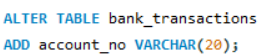 ALTER TABLE bank_transactions
ADD account_no VARCHAR(20);